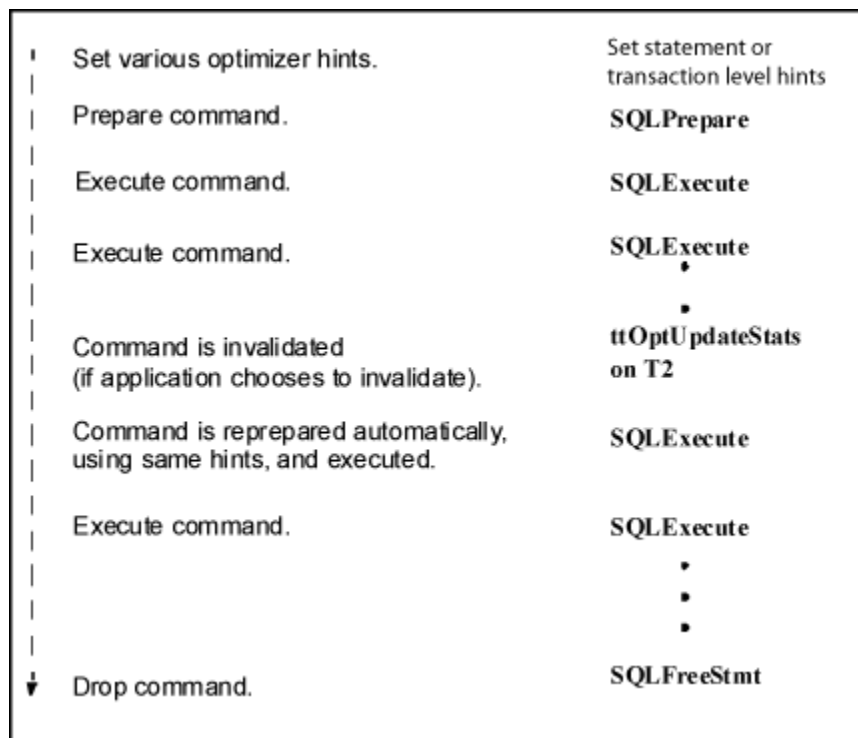 Set various optimizer hints.
Set statement or
transaction level hints
Prepare command.
SQLPrepare
Execute command.
SQLExecute
Execute command.
SQLExecute
Command is invalidated
(if application chooses to invalidate).
ttOptUpdateStats
on T2
Command is reprepared automatically,
using same hints, and executed.
SQLExecute
Execute command.
SQLExecute
Drop command.
SQLFreeStmt